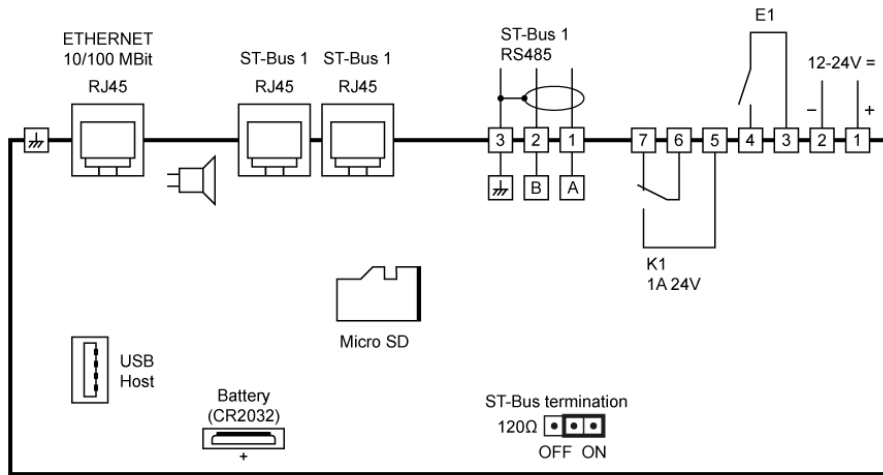 ETHERNET
10/100 MBit
RJ45
ST-Bus 1
RJ45
ST-Bus 1
RJ45
ST-Bus 1
RS485
E1
12-24V =
– +
3 2 1
7 6 5 4 3 2 1
B A
K1
1A 24V
Micro SD
USB
Host
Battery
(CR2032)
+
ST-Bus termination
120Ω
OFF ON